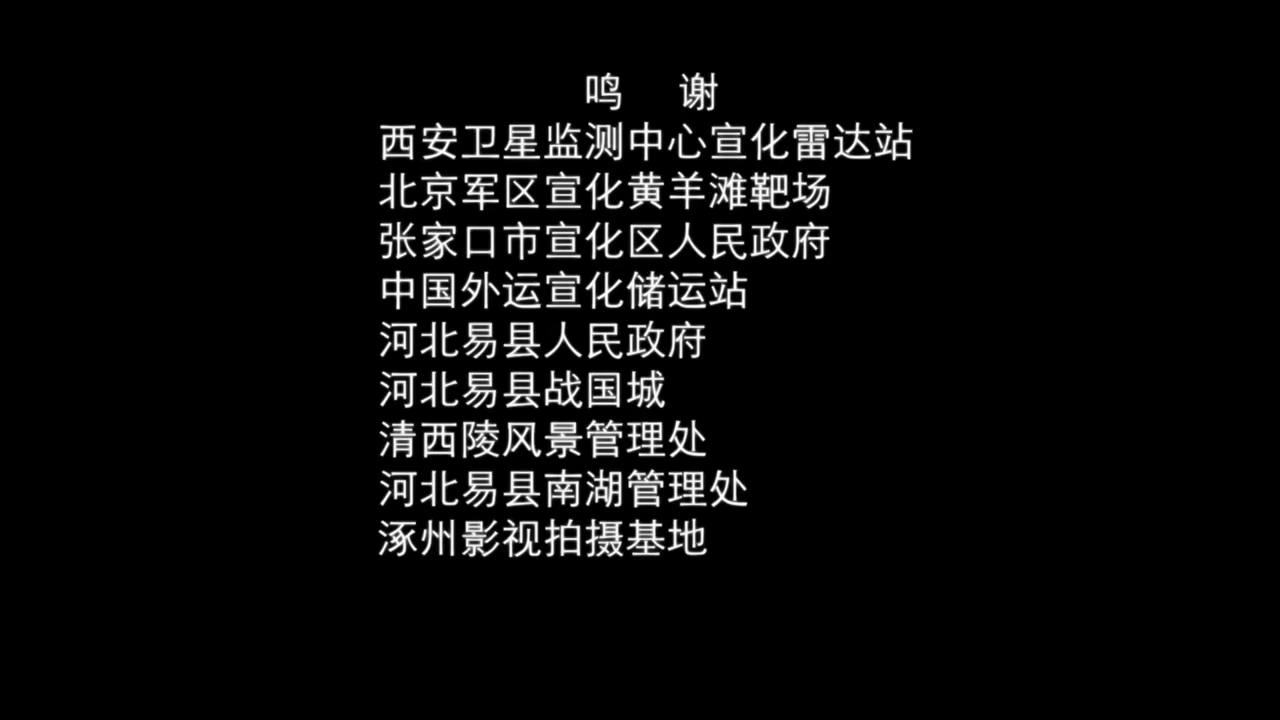 鸣 谢
西安卫星监测中心宣化雷达站
北京军区宣化黄羊滩靶场
张家口市宣化区人民政府
中国外运宣化储运站
河北易县人民政府
河北易县战国城
清西陵风景管理处
河北易县南湖管理处
涿州影视拍摄基地